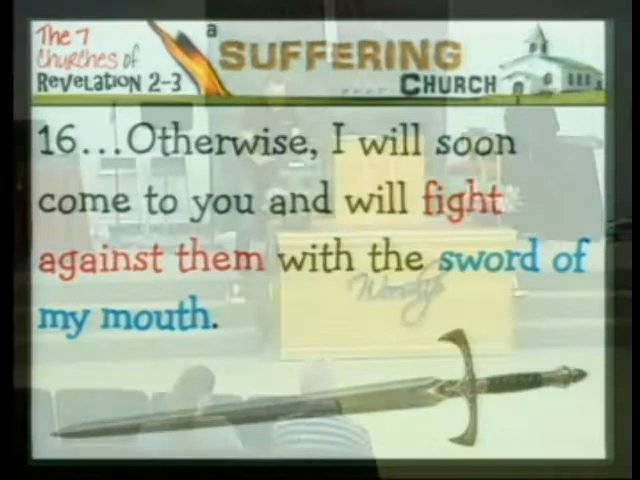 The 7
Churches of
Revelation 2-3
a
SUFFERING
CHURCH
16...Otherwise, I will soon
come to you and will fight
against them with the sword of
my mouth.
Worship